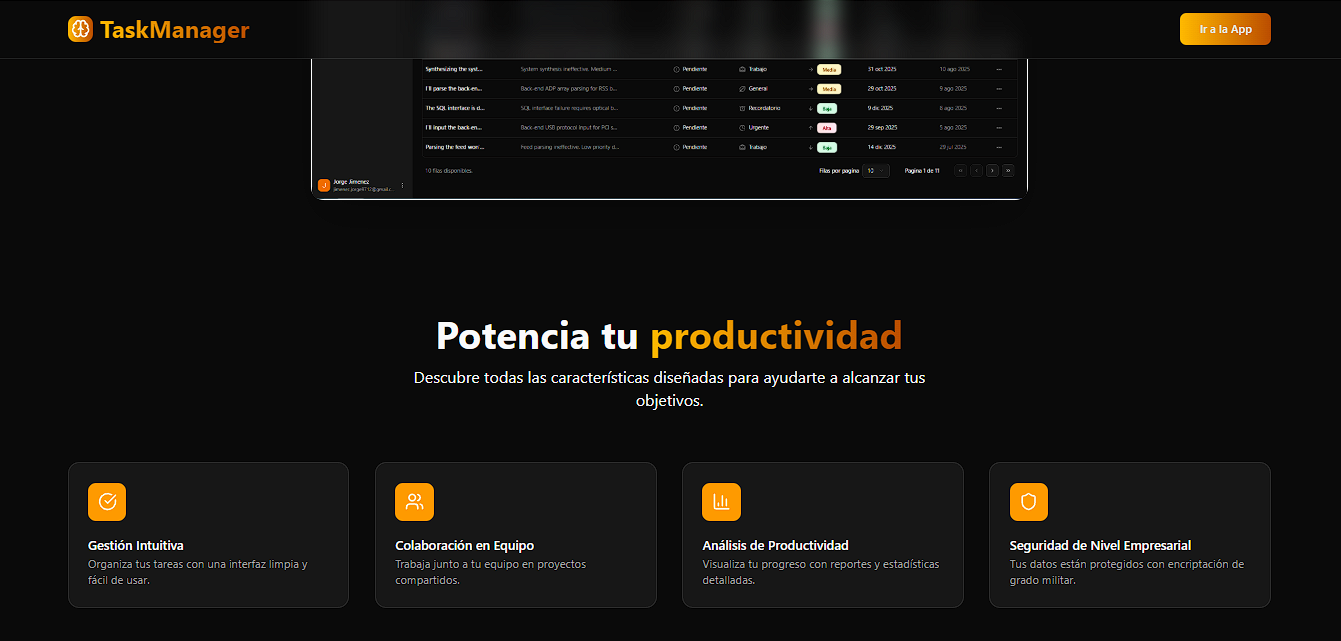 TaskManager
Ir a la App
Synthesizing the syst... System synthesis ineffective. Medium ... Pendiente Trabajo Media 31 oct 2025 10 ago 2025
I'll parse the back-en... Back-end ADP array parsing for RSS p... Pendiente General Media 29 oct 2025 9 ago 2025
The SQL interface is d... SQL interface failure requires optical b... Pendiente Recordatorio Baja 9 dic 2025 8 ago 2025
I'll input the back-en... Back-end USB protocol input for PCI s... Pendiente Urgente Alta 29 sep 2025 5 ago 2025
Parsing the feed won'... Feed parsing ineffective. Low priority d... Pendiente Trabajo Baja 14 dic 2025 29 jul 2025
10 filas disponibles. Filas por pagina 10 Pagina 1 de 11
J Jorge Jimenez
Potencia tu productividad
Descubre todas las características diseñadas para ayudarte a alcanzar tus
objetivos.
Gestión Intuitiva
Organiza tus tareas con una interfaz limpia y
fácil de usar.
Colaboración en Equipo
Trabaja junto a tu equipo en proyectos
compartidos.
Análisis de Productividad
Visualiza tu progreso con reportes y estadísticas
detalladas.
Seguridad de Nivel Empresarial
Tus datos están protegidos con encriptación de
grado militar.